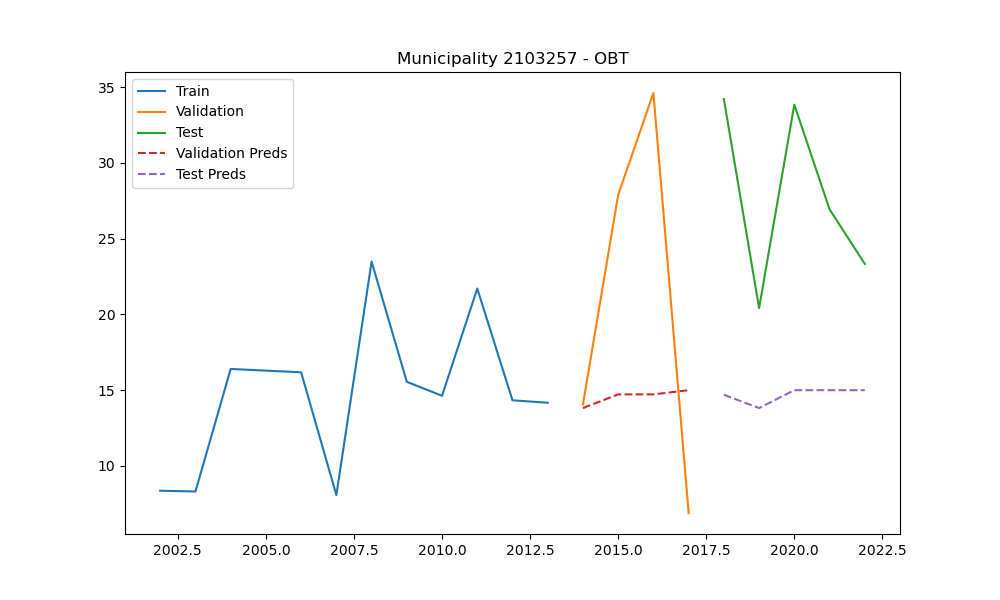 Municipality 2103257 - OBT
Train
Validation
Test
Validation Preds
Test Preds
35
30
25
20
15
10
2002.5 2005.0 2007.5 2010.0 2012.5 2015.0 2017.5 2020.0 2022.5